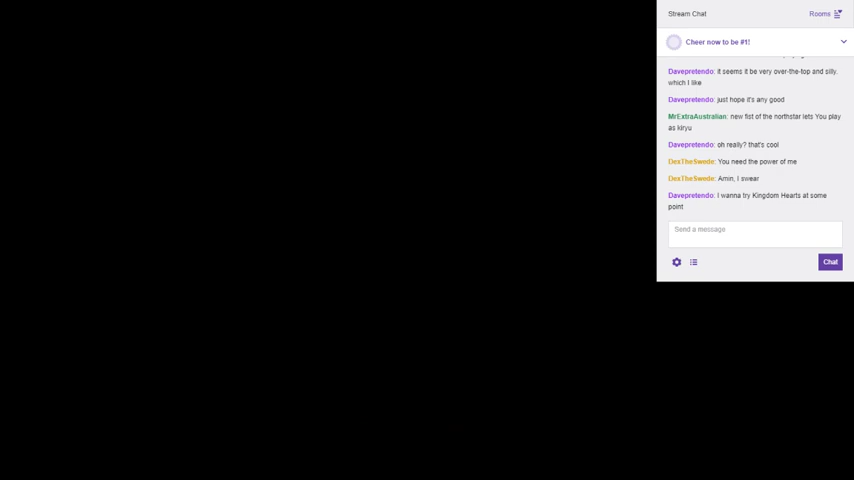 Stream Chat
Rooms
Cheer now to be #1!
Davepretendo: it seems it be very over-the-top and silly.
which I like
Davepretendo: just hope it's any good
MrExtraAustralian: new fist of the northstar lets You play
as kiryu
Davepretendo: oh really? that's cool
DexTheSwede: You need the power of me
DexTheSwede: Amin, I swear
Davepretendo: I wanna try Kingdom Hearts at some
point
Send a message
Chat